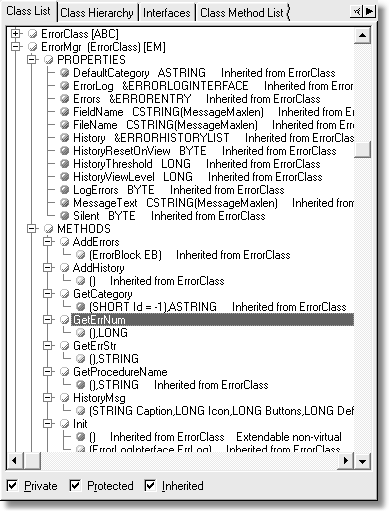 Class List Class Hierarchy Interfaces Class Method List
ErrorClass [ABC]
ErrorMgr (ErrorClass) [EM]
PROPERTIES
DefaultCategory ASTRING Inherited from ErrorClass
ErrorLog &ERRORLOGINTERFACE Inherited from Error
Errors &ERRORENTRY Inherited from ErrorClass
FieldName CSTRING(MessageMaxlen) Inherited from Err
FileName CSTRING(MessageMaxlen) Inherited from Erro
History &ERRORHISTORYLIST Inherited from ErrorClass
HistoryResetOnView BYTE Inherited from ErrorClass
HistoryThreshold LONG Inherited from ErrorClass
HistoryViewLevel LONG Inherited from ErrorClass
LogErrors BYTE Inherited from ErrorClass
MessageText CSTRING(MessageMaxlen) Inherited from E
Silent BYTE Inherited from ErrorClass
METHODS
AddErrors
(ErrorBlock EB) Inherited from ErrorClass
AddHistory
() Inherited from ErrorClass
GetCategory
(SHORT Id = -1),ASTRING Inherited from ErrorClass
GetErrNum
(),LONG
GetErrStr
(),STRING
GetProcedureName
(),STRING Inherited from ErrorClass
HistoryMsg
(STRING Caption,LONG Icon,LONG Buttons,LONG Def
Init
() Inherited from ErrorClass Extendable non-virtual
(ErrorLogInterface ErrLog) Inherited from ErrorClass
Private Protected Inherited